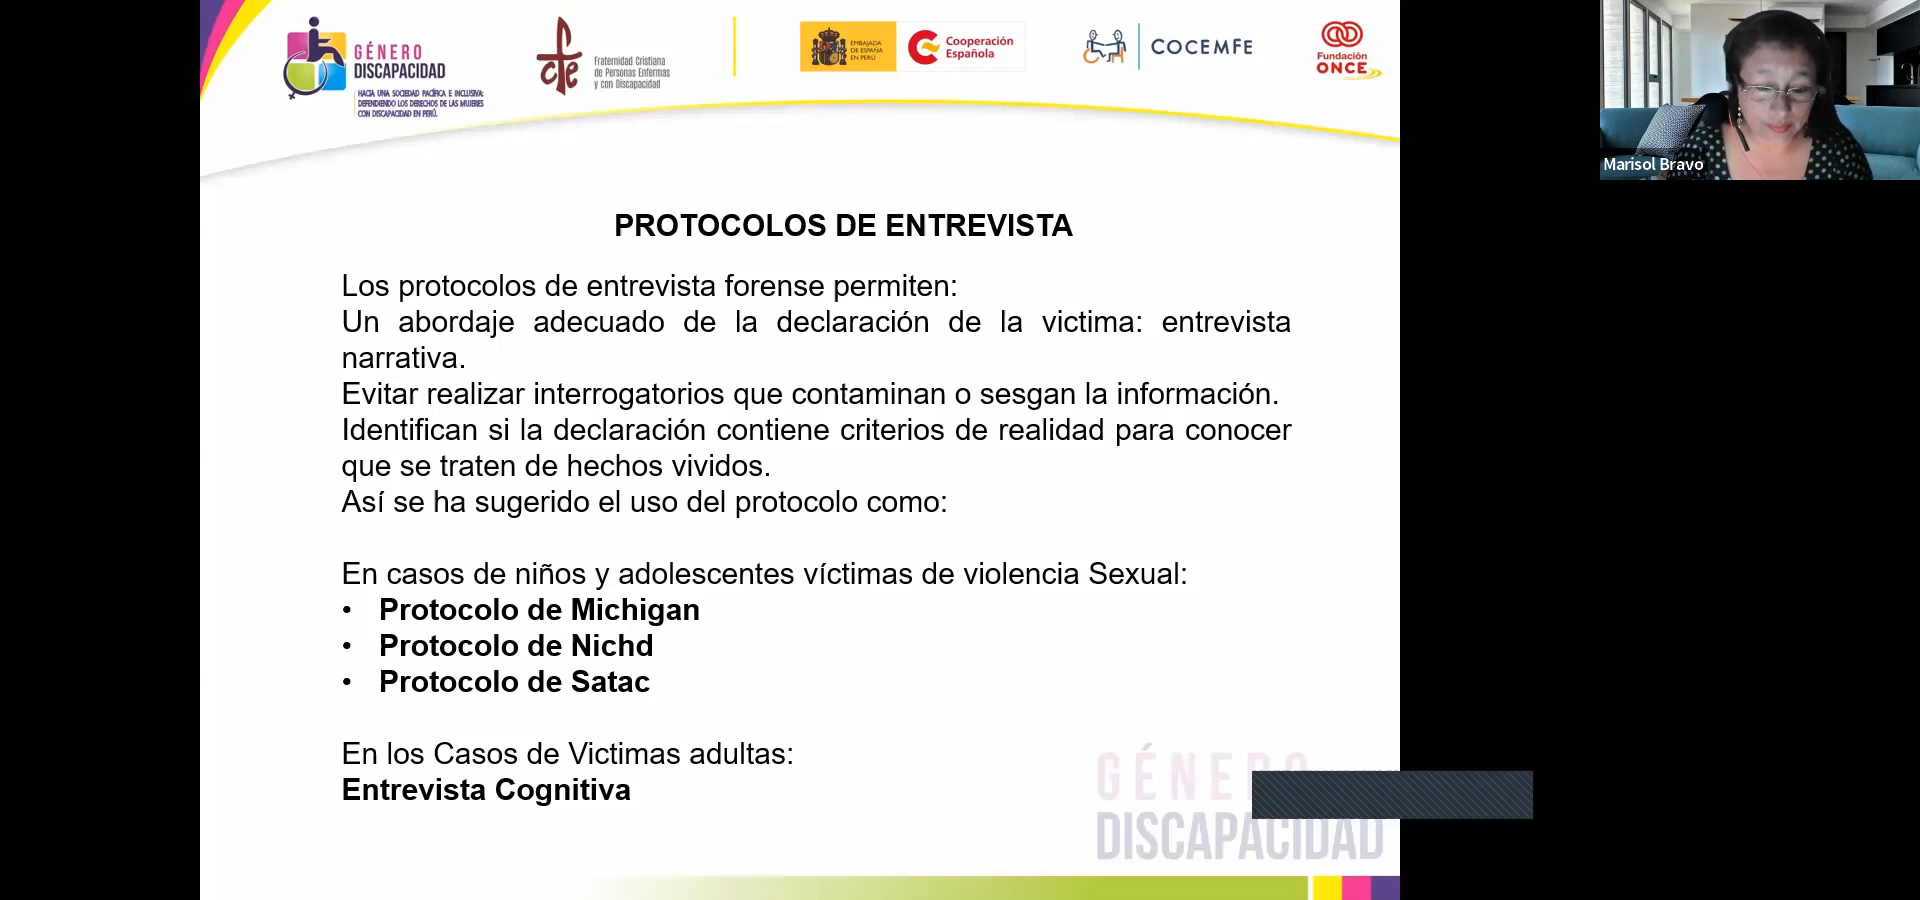 GÉNERO
DISCAPACIDAD
HACIA UNA SOCIEDAD PACÍFICA E INCLUSIVA:
DEFENDIENDO LOS DERECHOS DE LAS MUJERES
CON DISCAPACIDAD EN PERÚ.
cfe
Fraternidad Cristiana
de Personas Enfermas
y con Discapacidad
EMBAJADA
DE ESPAÑA
EN PERÚ
Cooperación
Española
COCEMFE
Fundación
ONCE
Marisol Bravo
PROTOCOLOS DE ENTREVISTA
Los protocolos de entrevista forense permiten:
Un abordaje adecuado de la declaración de la victima: entrevista
narrativa.
Evitar realizar interrogatorios que contaminan o sesgan la información.
Identifican si la declaración contiene criterios de realidad para conocer
que se traten de hechos vividos.
Así se ha sugerido el uso del protocolo como:
En casos de niños y adolescentes víctimas de violencia Sexual:
• Protocolo de Michigan
• Protocolo de Nichd
• Protocolo de Satac
En los Casos de Victimas adultas:
Entrevista Cognitiva
GÉNERO
DISCAPACIDAD